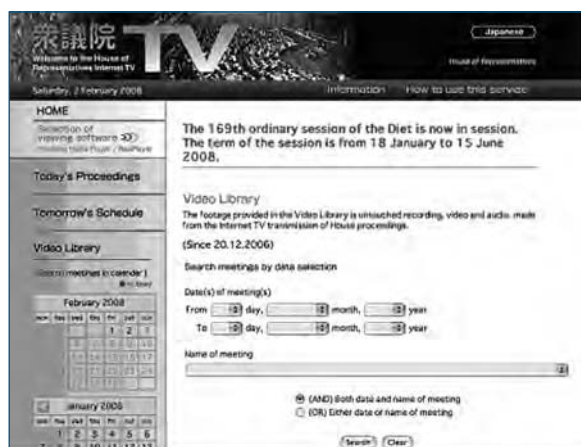 衆議院 TV
Welcome to the House of
Representatives Internet TV
Japanese
House of Representatives
Saturday, 2 February 2008
Information How to use this service
HOME
Selection of
viewing software
Today's Proceedings
Tomorrow's Schedule
Video Library
February 2008
January 2008
The 169th ordinary session of the Diet is now in session.
The term of the session is from 18 January to 15 June
2008.
Video Library
The footage provided in the Video Library is untouched recording, video and audio, made
from the Internet TV transmission of House proceedings.
(Since 20.12.2006)
Search meetings by data selection
Date(s) of meeting(s)
From day, month, year
To day, month, year
Name of meeting
(AND) Both date and name of meeting
(OR) Either date or name of meeting
Search Clear